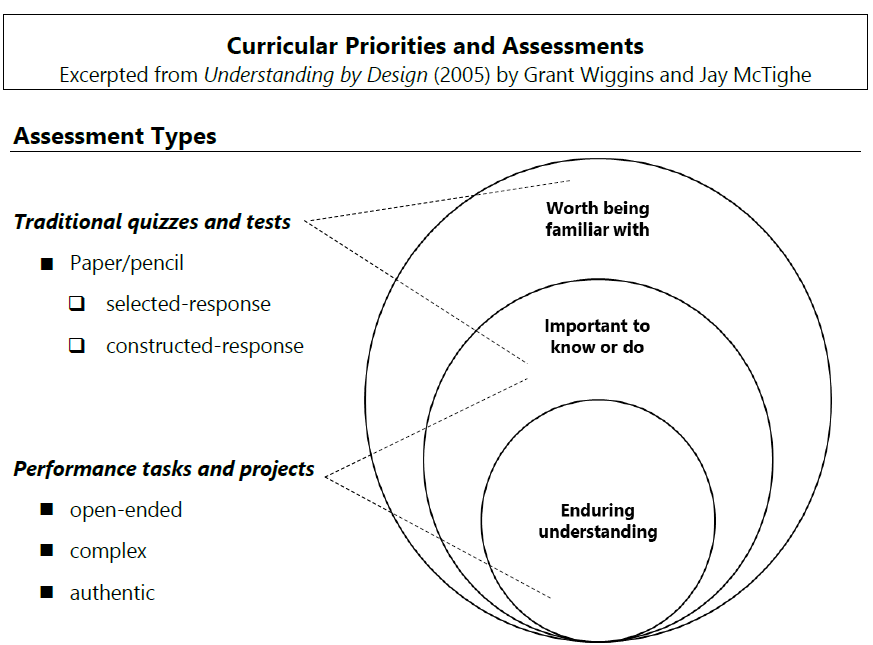 Curricular Priorities and Assessments
Excerpted from Understanding by Design (2005) by Grant Wiggins and Jay McTighe
Assessment Types
Traditional quizzes and tests
■ Paper/pencil
❑ selected-response
❑ constructed-response
Performance tasks and projects
■ open-ended
■ complex
■ authentic
Worth being
familiar with
Important to
know or do
Enduring
understanding